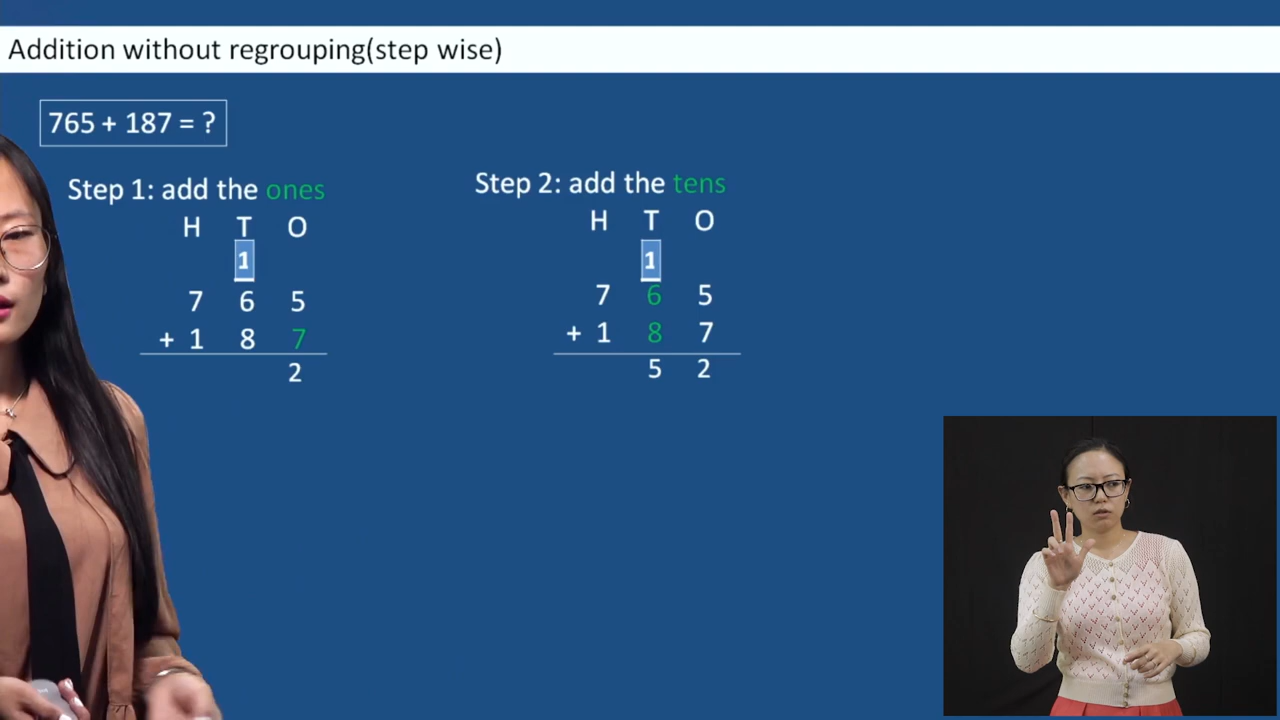 Addition without regrouping(step wise)
765 + 187 = ?
Step 1: add the ones
H T O
1
7 6 5
+ 1 8 7
2
Step 2: add the tens
H T O
1
7 6 5
+ 1 8 7
5 2